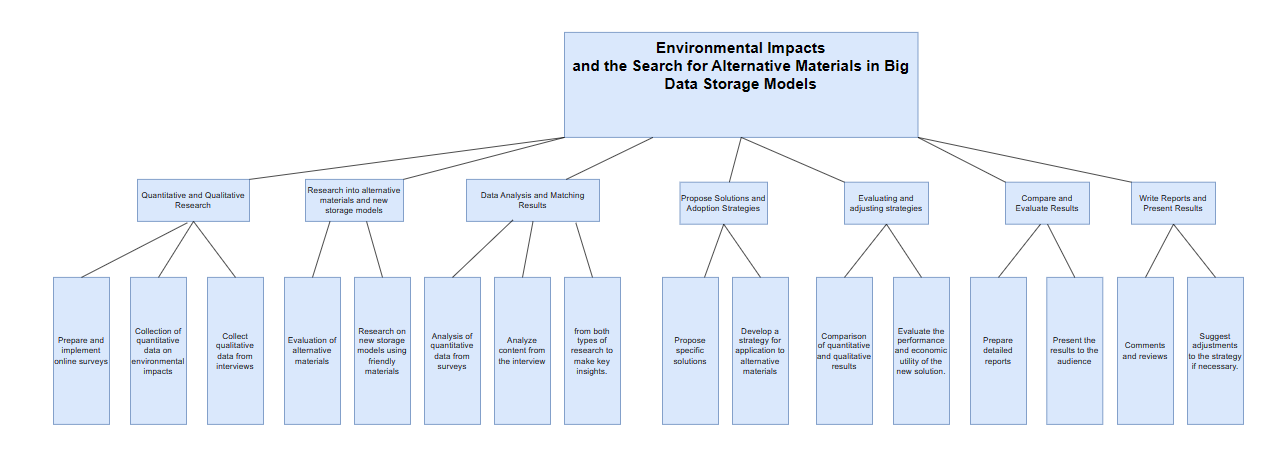 Environmental Impacts
and the Search for Alternative Materials in Big
Data Storage Models
Quantitative and Qualitative
Research
Research into alternative
materials and new
storage models
Data Analysis and Matching
Results
Propose Solutions and
Adoption Strategies
Evaluating and
adjusting strategies
Compare and
Evaluate Results
Write Reports and
Present Results
Prepare and
implement
online surveys
Collection of
quantitative
data on
environmental
impacts
Collect
qualitative
data from
interviews
Evaluation of
alternative
materials
Research on
new storage
models using
friendly
materials
Analysis of
quantitative
data from
surveys
Analyze
content from
the interview
from both
types of
research to
make key
insights.
Propose
specific
solutions
Develop a
strategy for
application to
alternative
materials
Comparison
of quantitative
and qualitative
results
Evaluate the
performance
and economic
utility of the
new solution.
Prepare
detailed
reports
Present the
results to the
audience
Comments
and reviews
Suggest
adjustments
to the strategy
if necessary.